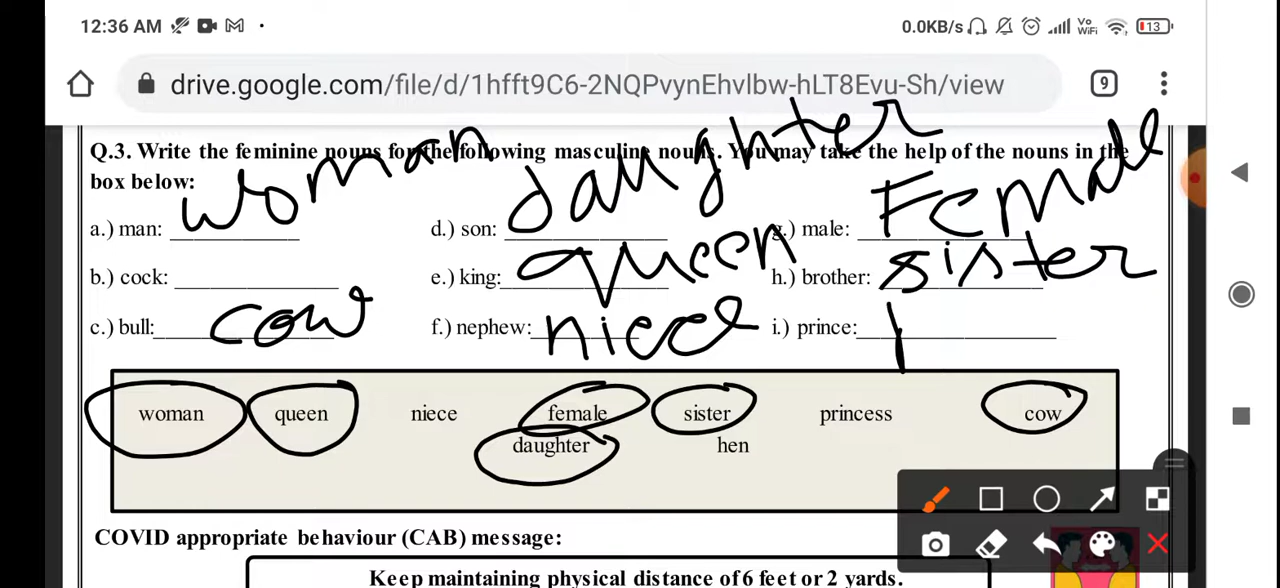 12:36 AM
0.0KB/s Vo WiFi 13
drive.google.com/file/d/1hfft9C6-2NQPvynEhvlbw-hLT8Evu-Sh/view 9
Q.3. Write the feminine nouns for the following masculine nouns. You may take the help of the nouns in the
box below:
a.) man: woman d.) son: daughter g.) male: Female
b.) cock: e.) king: queen h.) brother: sister
c.) bull: cow f.) nephew: niece i.) prince:
woman queen niece female sister princess cow
daughter hen
COVID appropriate behaviour (CAB) message:
Keep maintaining physical distance of 6 feet or 2 yards.